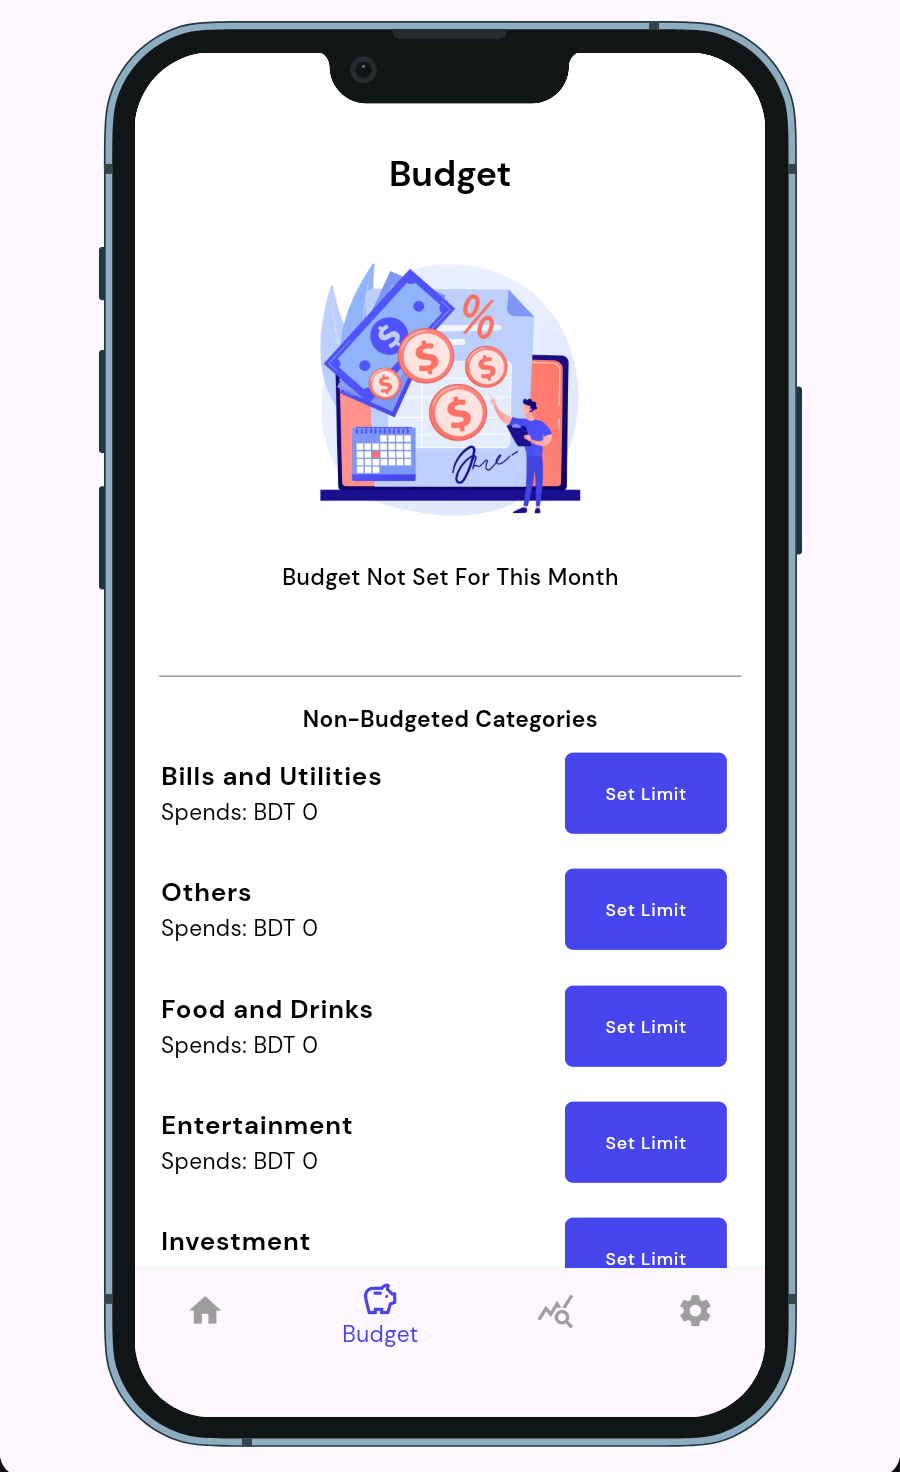 Budget
%
$
$
$
$
$
Budget Not Set For This Month
Non-Budgeted Categories
Bills and Utilities
Spends: BDT 0
Set Limit
Others
Spends: BDT 0
Set Limit
Food and Drinks
Spends: BDT 0
Set Limit
Entertainment
Spends: BDT 0
Set Limit
Investment
Set Limit
Budget